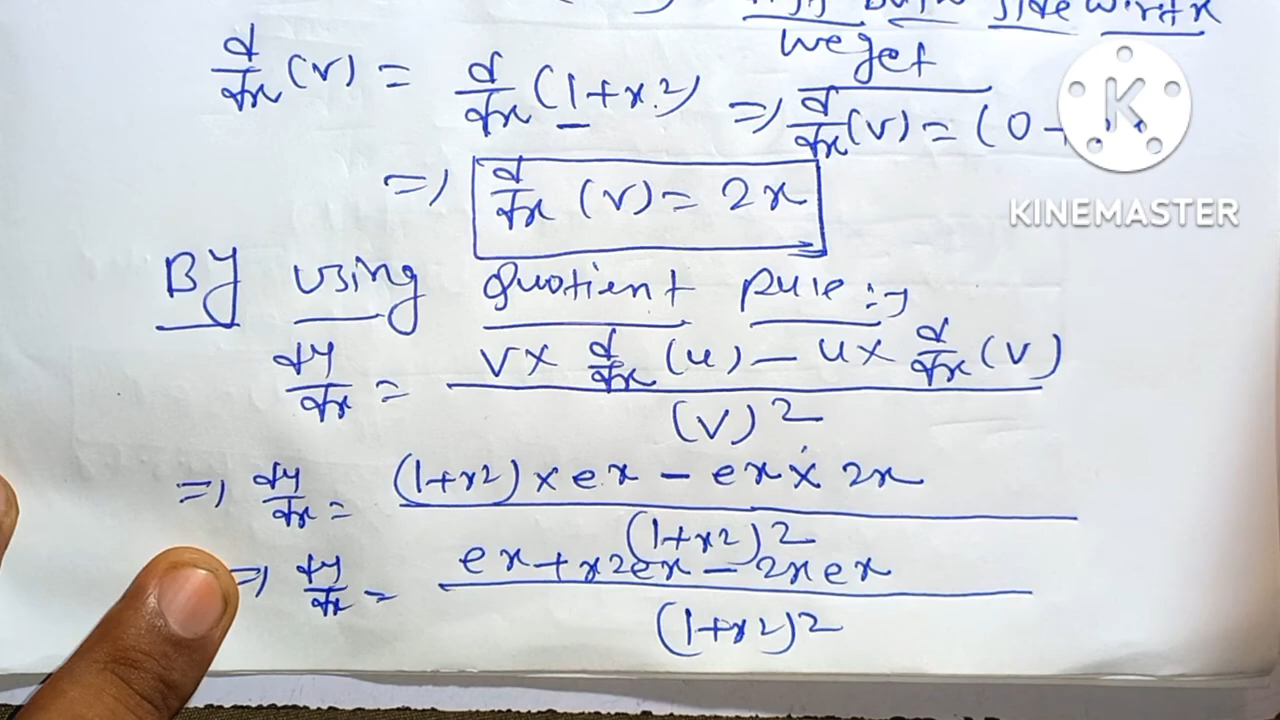 side w.r.t x
we get
d/dx (v) = d/dx (1+x2) => d/dx (v) = (0+
=> d/dx (v) = 2x
K
KINEMASTER
By using Quotient Rule :->
dy/dx = v x d/dx (u) - u x d/dx (v) / (v)2
=> dy/dx = (1+x2) x ex - ex x 2x / (1+x2)2
=> dy/dx = ex + x2ex - 2xex / (1+x2)2